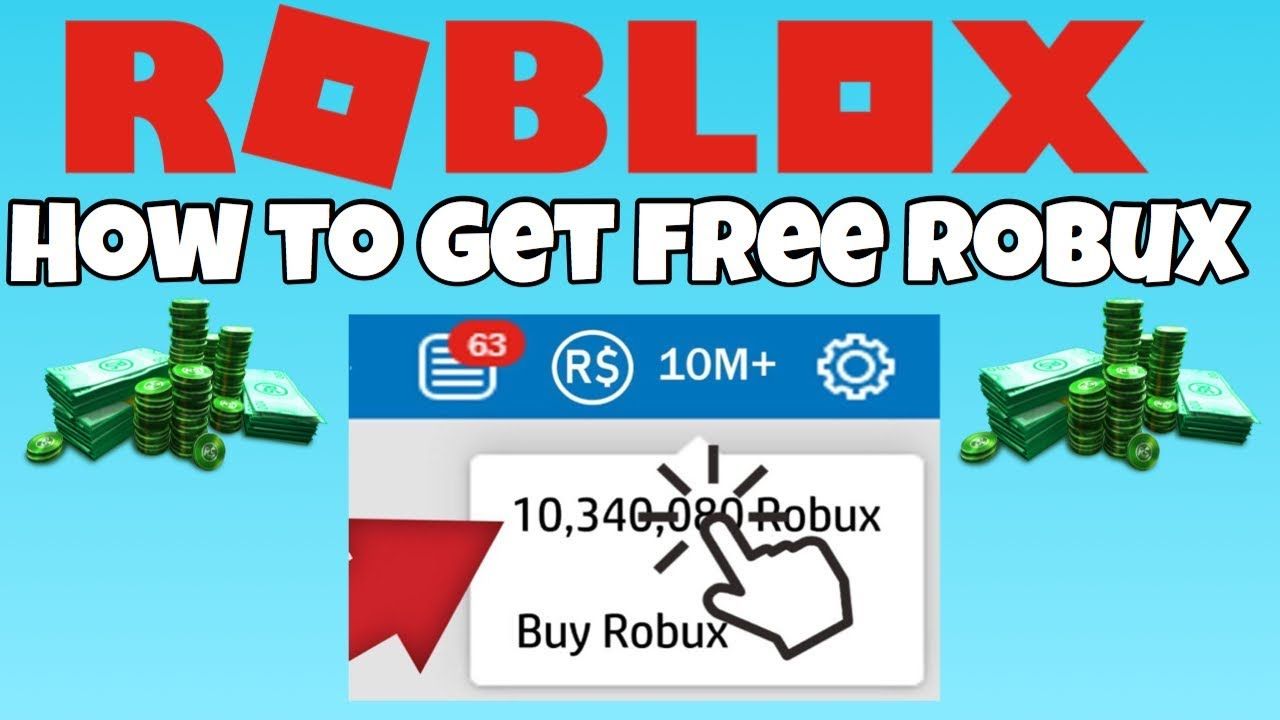 ROBLOX
HOW TO GET FREE ROBUX
63 R$ 10M+
10,340,080 Robux
Buy Robux